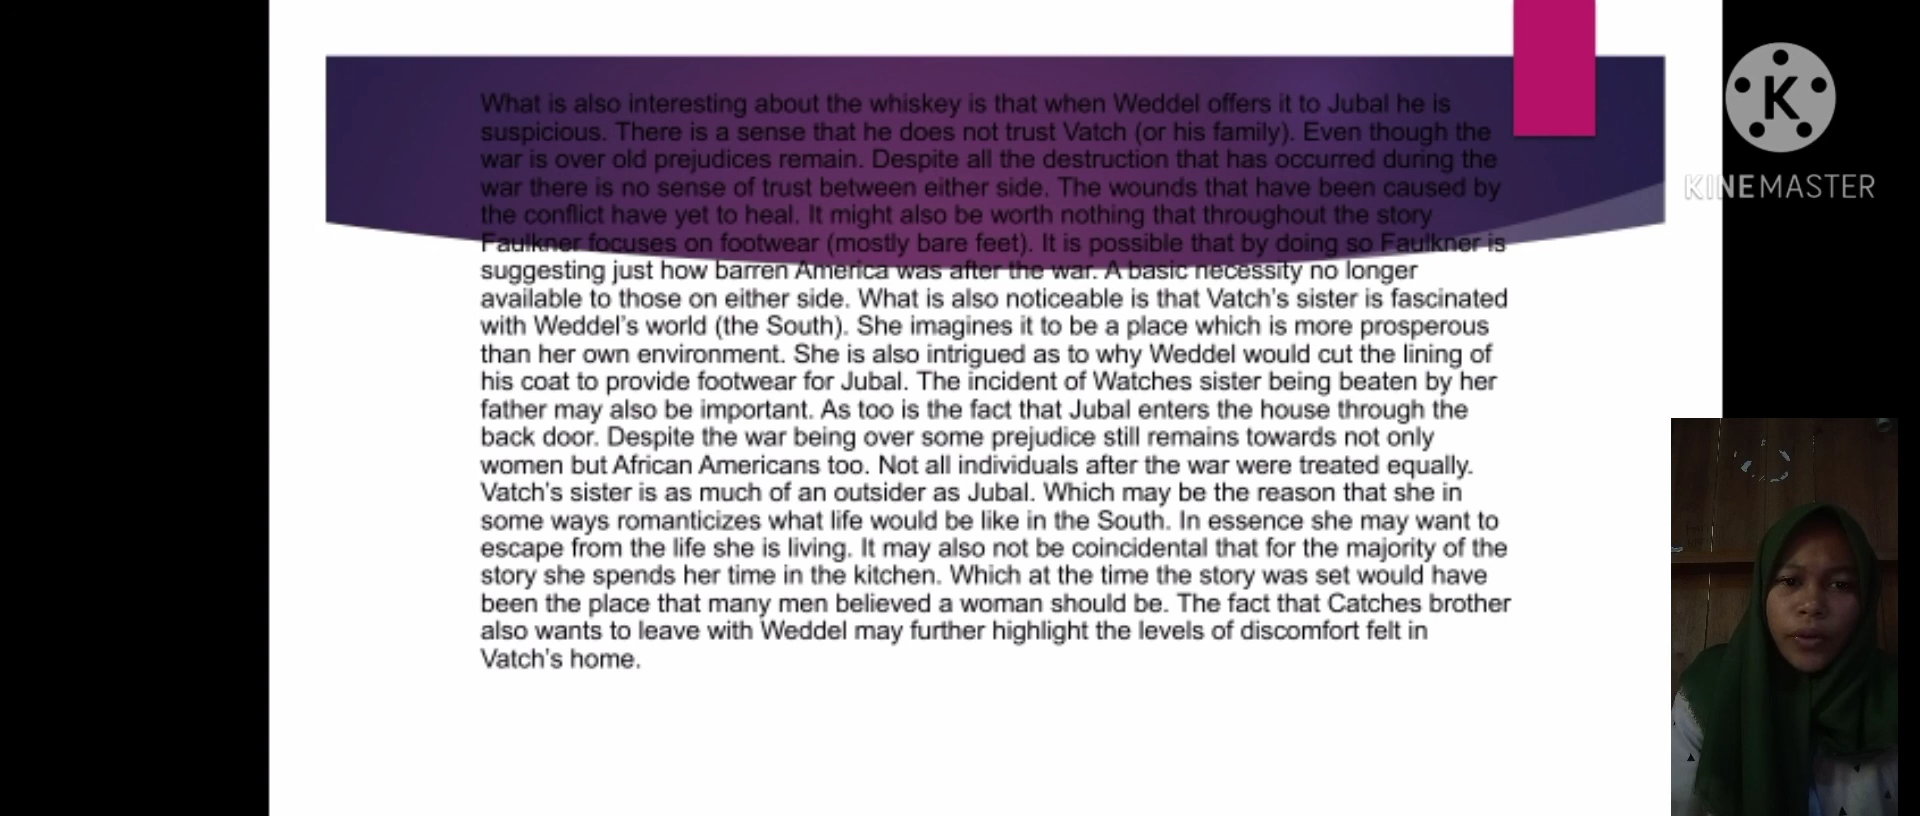 What is also interesting about the whiskey is that when Weddel offers it to Jubal he is
suspicious. There is a sense that he does not trust Vatch (or his family). Even though the
war is over old prejudices remain. Despite all the destruction that has occurred during the
war there is no sense of trust between either side. The wounds that have been caused by
the conflict have yet to heal. It might also be worth nothing that throughout the story
Faulkner focuses on footwear (mostly bare feet). It is possible that by doing so Faulkner is
suggesting just how barren America was after the war. A basic necessity no longer
available to those on either side. What is also noticeable is that Vatch’s sister is fascinated
with Weddel’s world (the South). She imagines it to be a place which is more prosperous
than her own environment. She is also intrigued as to why Weddel would cut the lining of
his coat to provide footwear for Jubal. The incident of Watches sister being beaten by her
father may also be important. As too is the fact that Jubal enters the house through the
back door. Despite the war being over some prejudice still remains towards not only
women but African Americans too. Not all individuals after the war were treated equally.
Vatch’s sister is as much of an outsider as Jubal. Which may be the reason that she in
some ways romanticizes what life would be like in the South. In essence she may want to
escape from the life she is living. It may also not be coincidental that for the majority of the
story she spends her time in the kitchen. Which at the time the story was set would have
been the place that many men believed a woman should be. The fact that Catches brother
also wants to leave with Weddel may further highlight the levels of discomfort felt in
Vatch’s home.
K
KINEMASTER